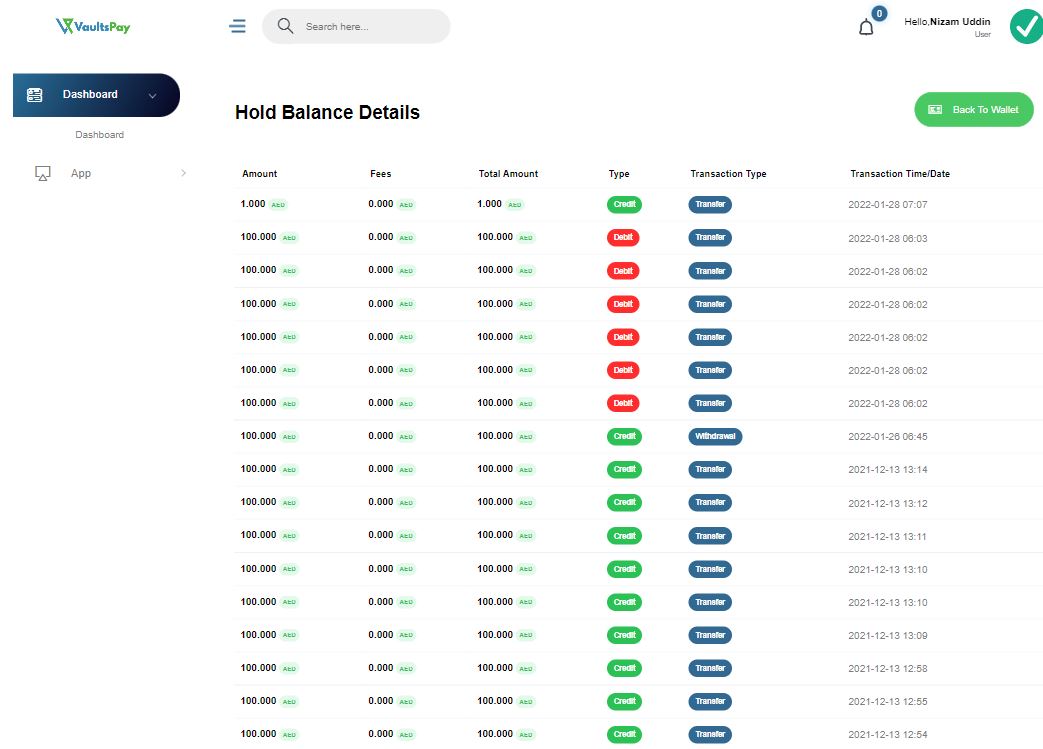 VaultsPay
Search here...
0
Hello,Nizam Uddin
User
Dashboard
Dashboard
App
Hold Balance Details
Back To Wallet
Amount Fees Total Amount Type Transaction Type Transaction Time/Date
1.000 AED 0.000 AED 1.000 AED Credit Transfer 2022-01-28 07:07
100.000 AED 0.000 AED 100.000 AED Debit Transfer 2022-01-28 06:03
100.000 AED 0.000 AED 100.000 AED Debit Transfer 2022-01-28 06:02
100.000 AED 0.000 AED 100.000 AED Debit Transfer 2022-01-28 06:02
100.000 AED 0.000 AED 100.000 AED Debit Transfer 2022-01-28 06:02
100.000 AED 0.000 AED 100.000 AED Debit Transfer 2022-01-28 06:02
100.000 AED 0.000 AED 100.000 AED Debit Transfer 2022-01-28 06:02
100.000 AED 0.000 AED 100.000 AED Credit Withdrawal 2022-01-26 06:45
100.000 AED 0.000 AED 100.000 AED Credit Transfer 2021-12-13 13:14
100.000 AED 0.000 AED 100.000 AED Credit Transfer 2021-12-13 13:12
100.000 AED 0.000 AED 100.000 AED Credit Transfer 2021-12-13 13:11
100.000 AED 0.000 AED 100.000 AED Credit Transfer 2021-12-13 13:10
100.000 AED 0.000 AED 100.000 AED Credit Transfer 2021-12-13 13:10
100.000 AED 0.000 AED 100.000 AED Credit Transfer 2021-12-13 13:09
100.000 AED 0.000 AED 100.000 AED Credit Transfer 2021-12-13 12:58
100.000 AED 0.000 AED 100.000 AED Credit Transfer 2021-12-13 12:55
100.000 AED 0.000 AED 100.000 AED Credit Transfer 2021-12-13 12:54